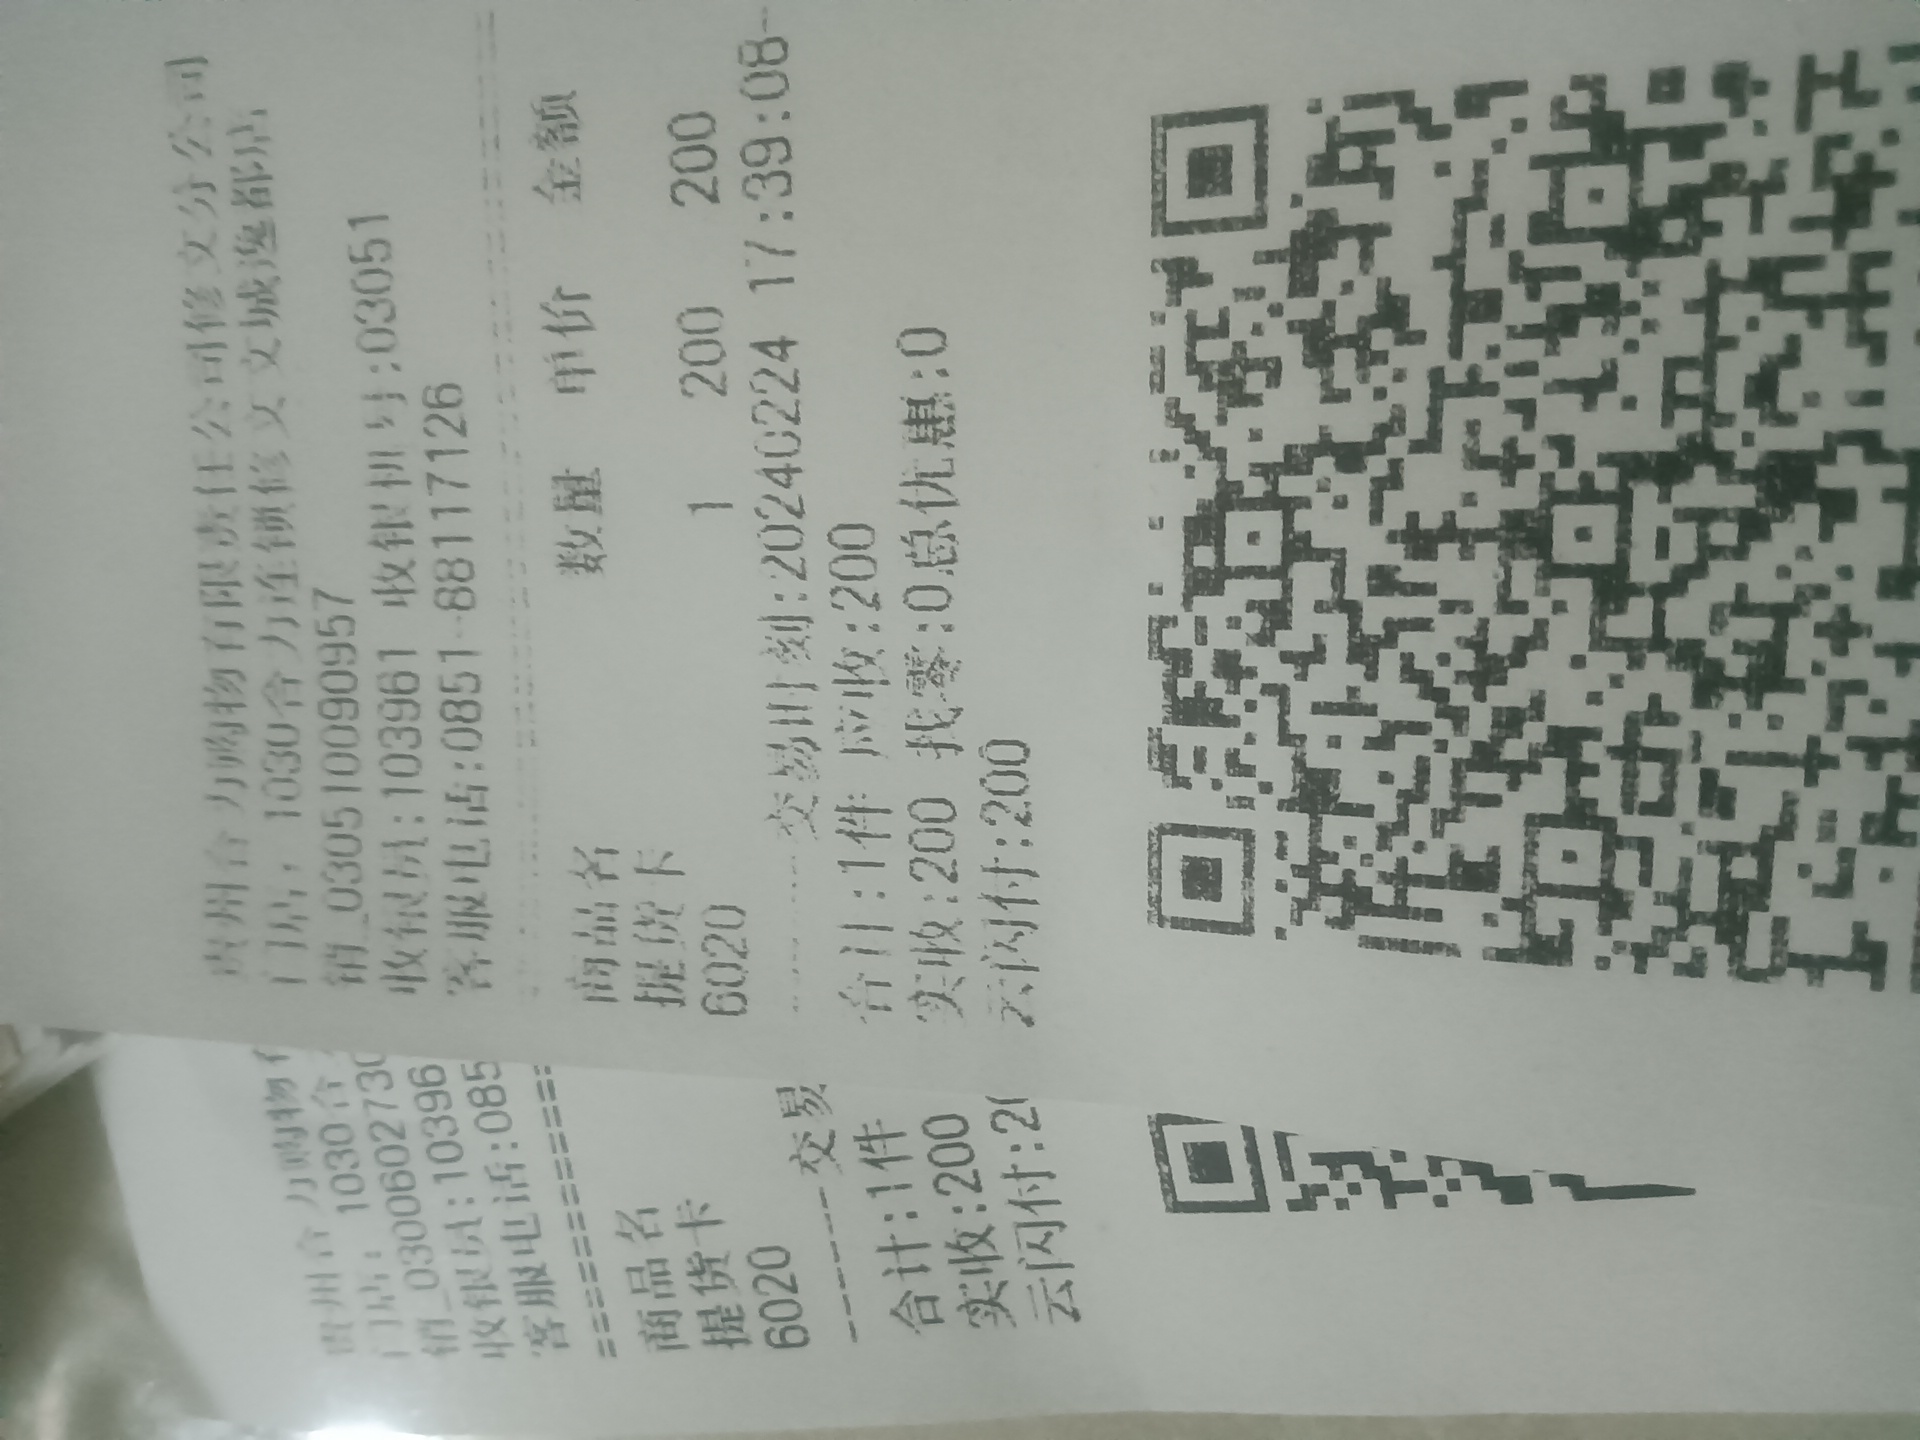 贵州合力购物有限责任公司修文分公司
门店: 1030合力连锁修文文城逸都店
销_03051009 0957
收银员:103961 收银机号:03051
客服电话:0851-88117126
商品名 数量 单价 金额
提货卡
6020 1 200 200
------交易时刻:20240224 17:39:08-
合计:1件 应收:200
实收:200 找零:0总优惠:0
云闪付:200
贵州合力购物
门店: 1030合
销_0300602730
收银员:10396
客服电话:085
==============
商品名
提货卡
6020
------交易
合计:1件
实收:200
云闪付:20